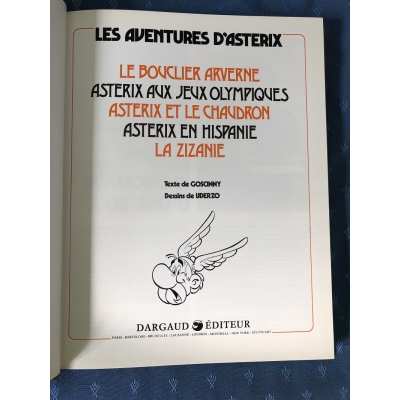 LES AVENTURES D'ASTERIX
LE BOUCLIER ARVERNE
ASTERIX AUX JEUX OLYMPIQUES
ASTERIX ET LE CHAUDRON
ASTERIX EN HISPANIE
LA ZIZANIE
Texte de GOSCINNY
Dessins de UDERZO
DARGAUD ÉDITEUR